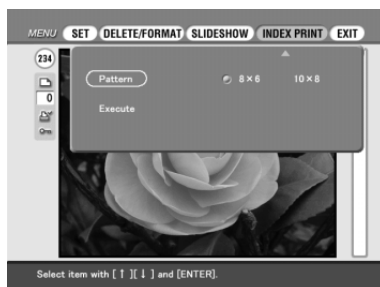 MENU SET DELETE/FORMAT SLIDESHOW INDEX PRINT EXIT
234
Pattern 8×6 10×8
0
Execute
Select item with [ ↑ ][ ↓ ] and [ENTER].